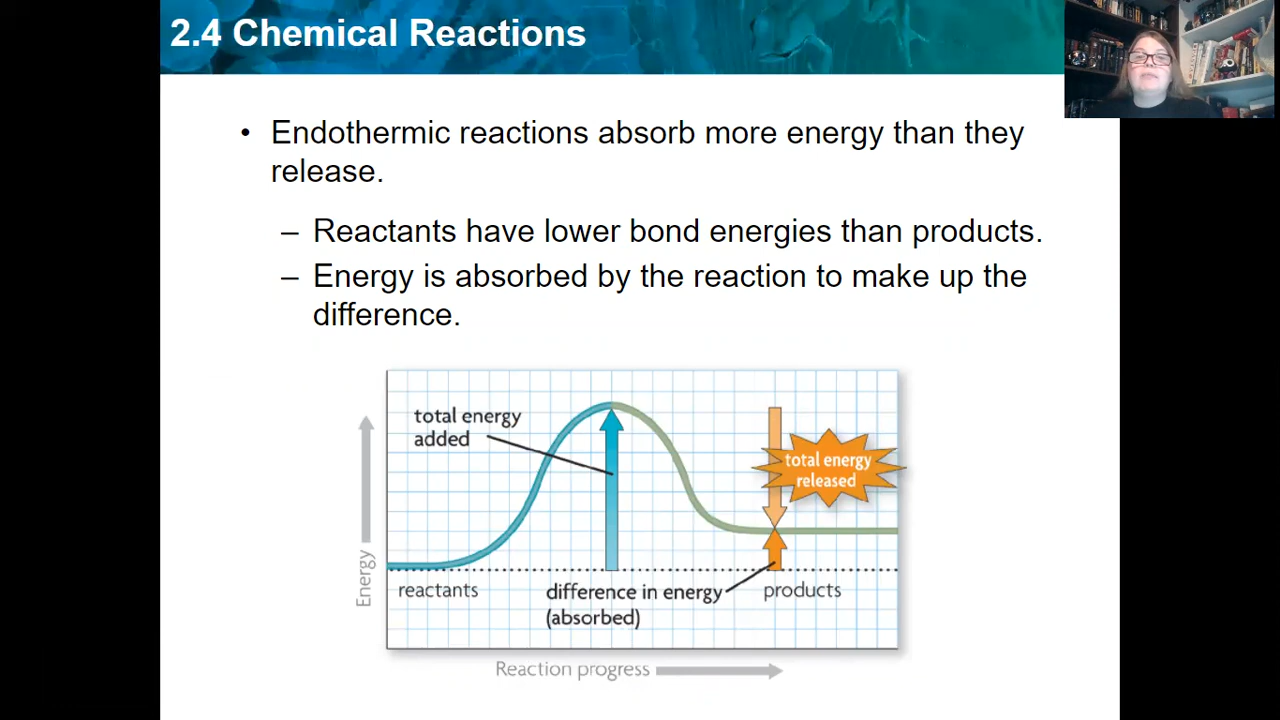 2.4 Chemical Reactions
• Endothermic reactions absorb more energy than they
release.
– Reactants have lower bond energies than products.
– Energy is absorbed by the reaction to make up the
difference.
total energy
added
total energy
released
Energy
reactants
difference in energy
(absorbed)
products
Reaction progress